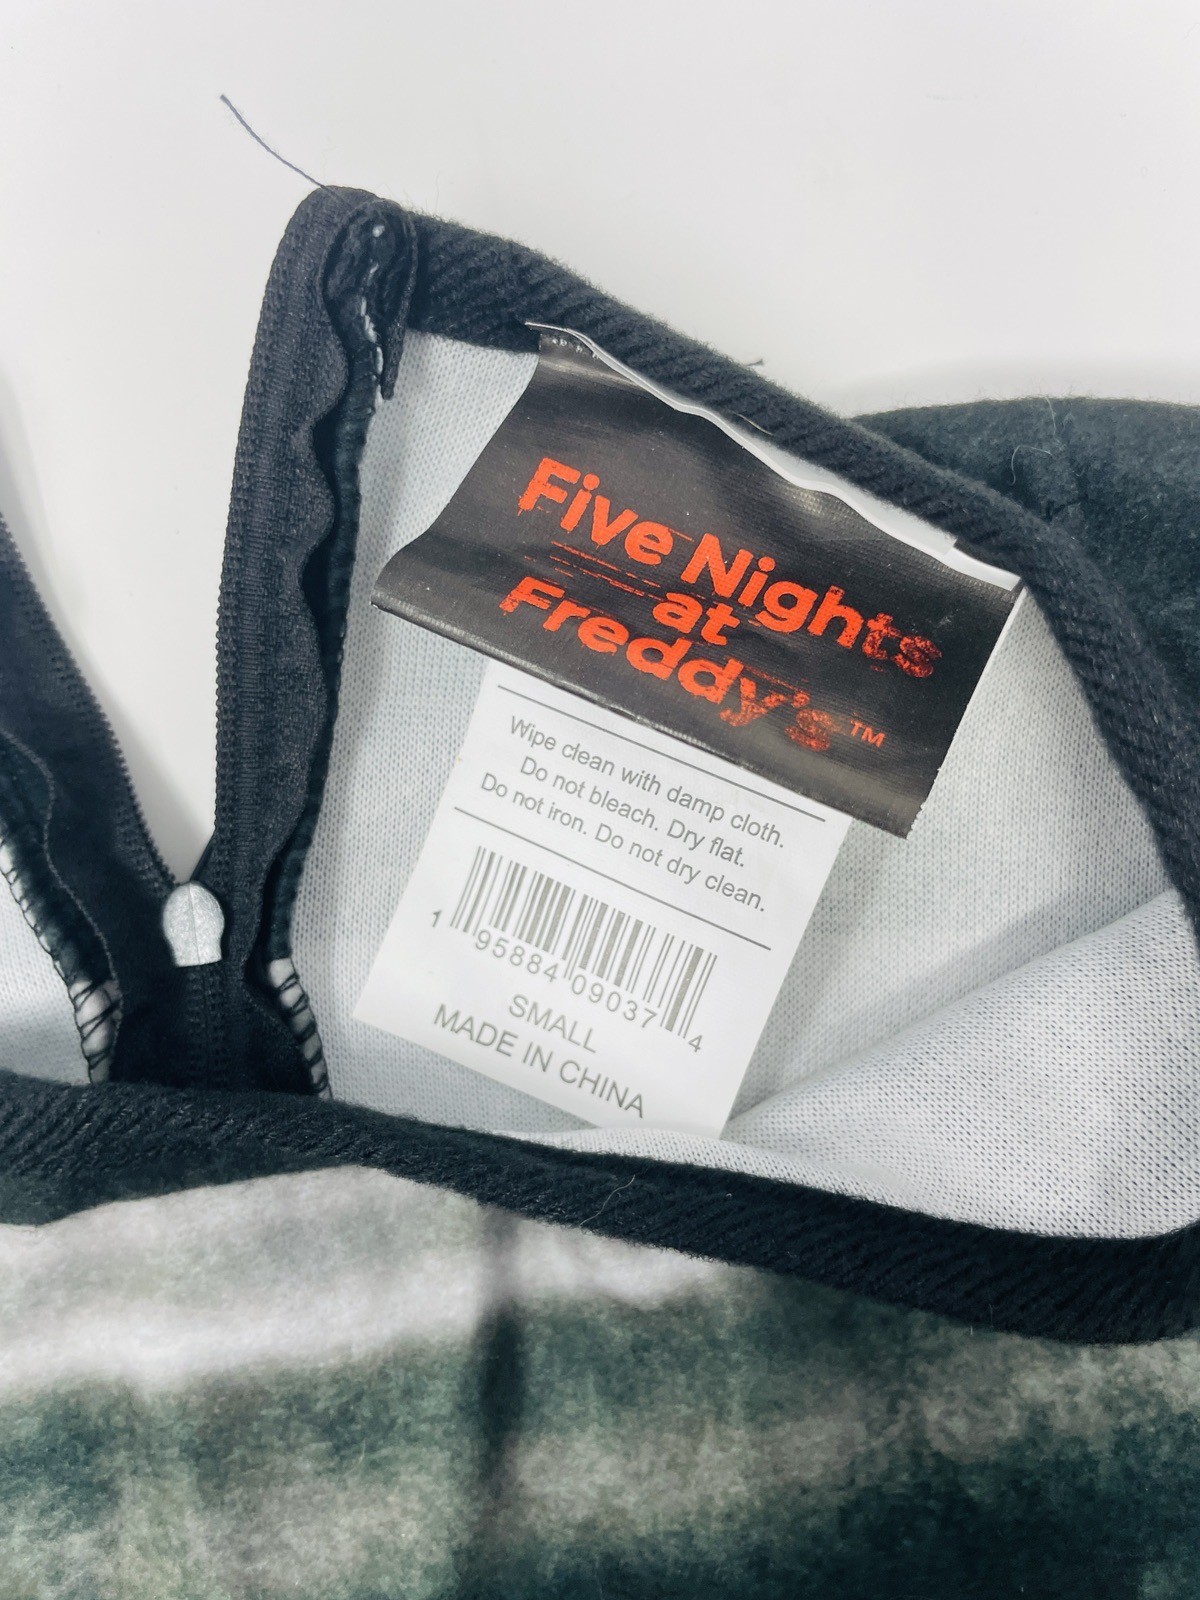 Five Nights
at
Freddy's™
Wipe clean with damp cloth.
Do not bleach. Dry flat.
Do not iron. Do not dry clean.
1 95884 09037 4
SMALL
MADE IN CHINA